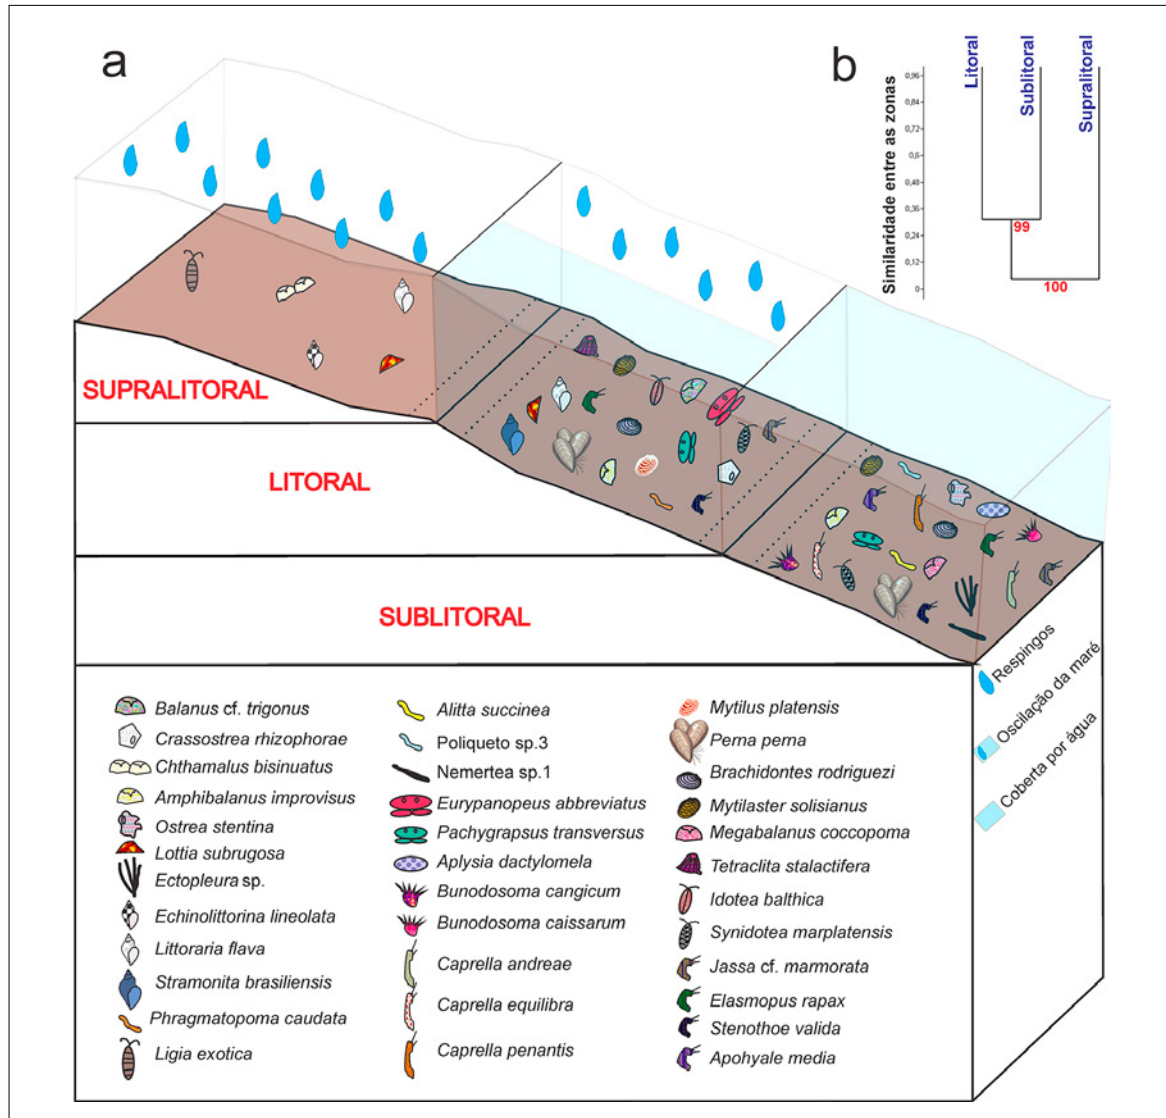 a
b
Litoral
Sublitoral
Supralitoral
Similaridade entre as zonas
0,96
0,84
0,72
0,6
0,48
0,36
0,24
0,12
0
99
100
SUPRALITORAL
LITORAL
SUBLITORAL
Respingos
Oscilação da maré
Coberta por água
Balanus cf. trigonus
Crassostrea rhizophorae
Chthamalus bisinuatus
Amphibalanus improvisus
Ostrea stentina
Lottia subrugosa
Ectopleura sp.
Echinolittorina lineolata
Littoraria flava
Stramonita brasiliensis
Phragmatopoma caudata
Ligia exotica
Alitta succinea
Poliqueto sp.3
Nemertea sp.1
Eurypanopeus abbreviatus
Pachygrapsus transversus
Aplysia dactylomela
Bunodosoma cangicum
Bunodosoma caissarum
Caprella andreae
Caprella equilibra
Caprella penantis
Mytilus platensis
Perna perna
Brachidontes rodriguezi
Mytilaster solisianus
Megabalanus coccopoma
Tetraclita stalactifera
Idotea balthica
Synidotea marplatensis
Jassa cf. marmorata
Elasmopus rapax
Stenothoe valida
Apohyale media